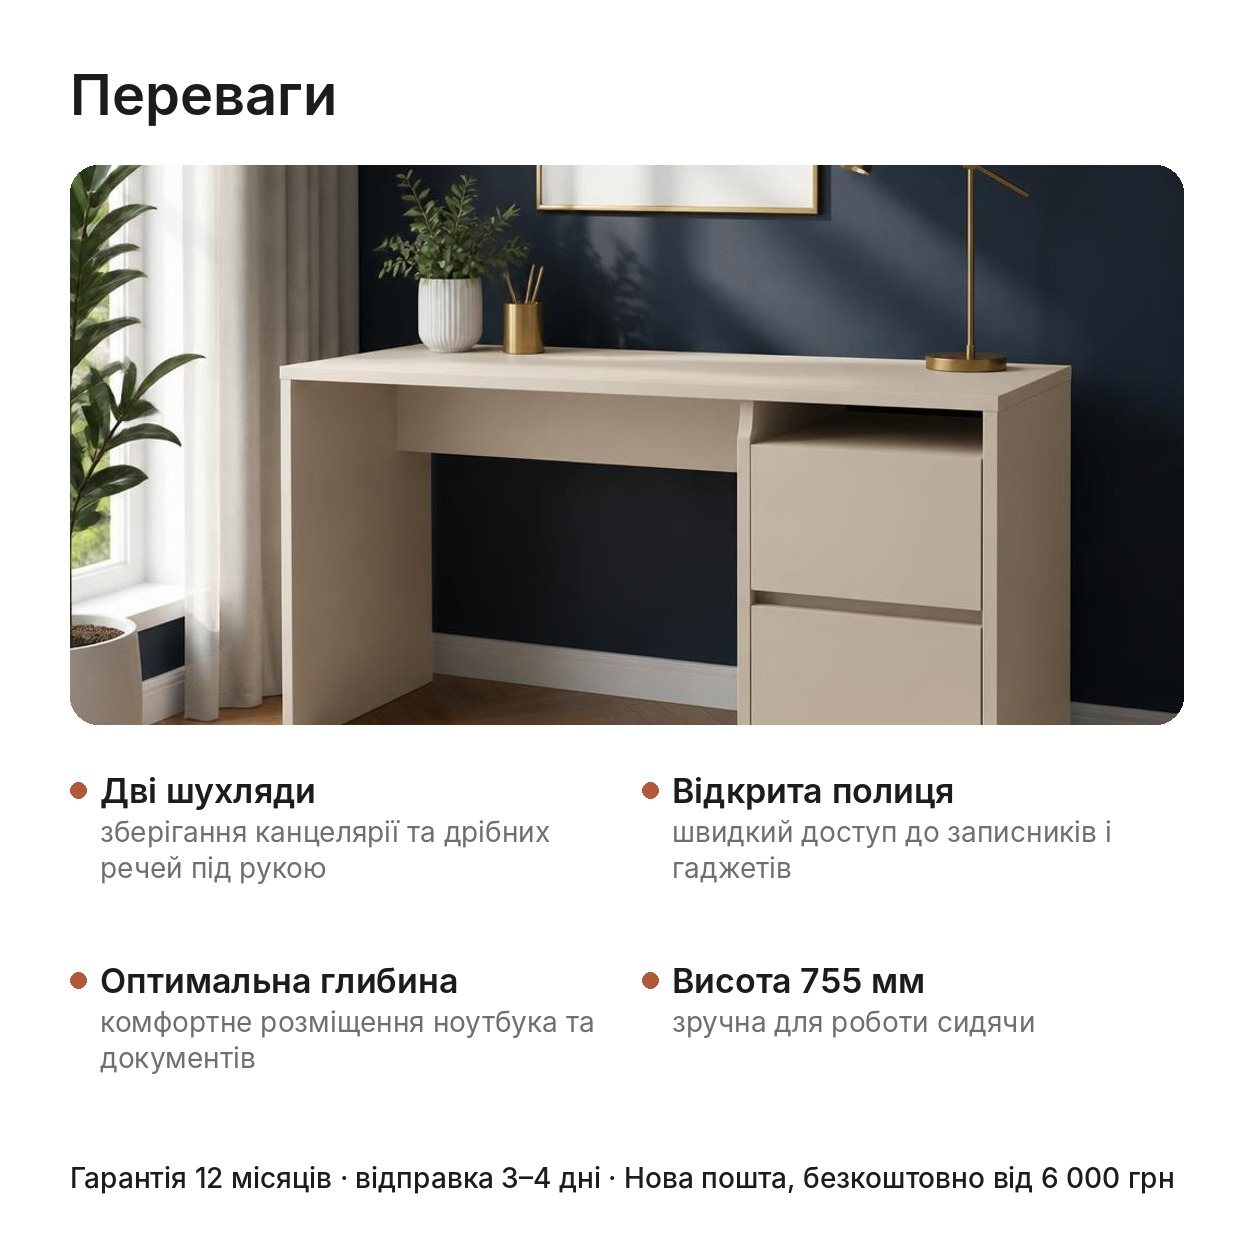 Переваги
Дві шухляди
зберігання канцелярії та дрібних
речей під рукою
Відкрита полиця
швидкий доступ до записників і
гаджетів
Оптимальна глибина
комфортне розміщення ноутбука та
документів
Висота 755 мм
зручна для роботи сидячи
Гарантія 12 місяців · відправка 3–4 дні · Нова пошта, безкоштовно від 6 000 грн